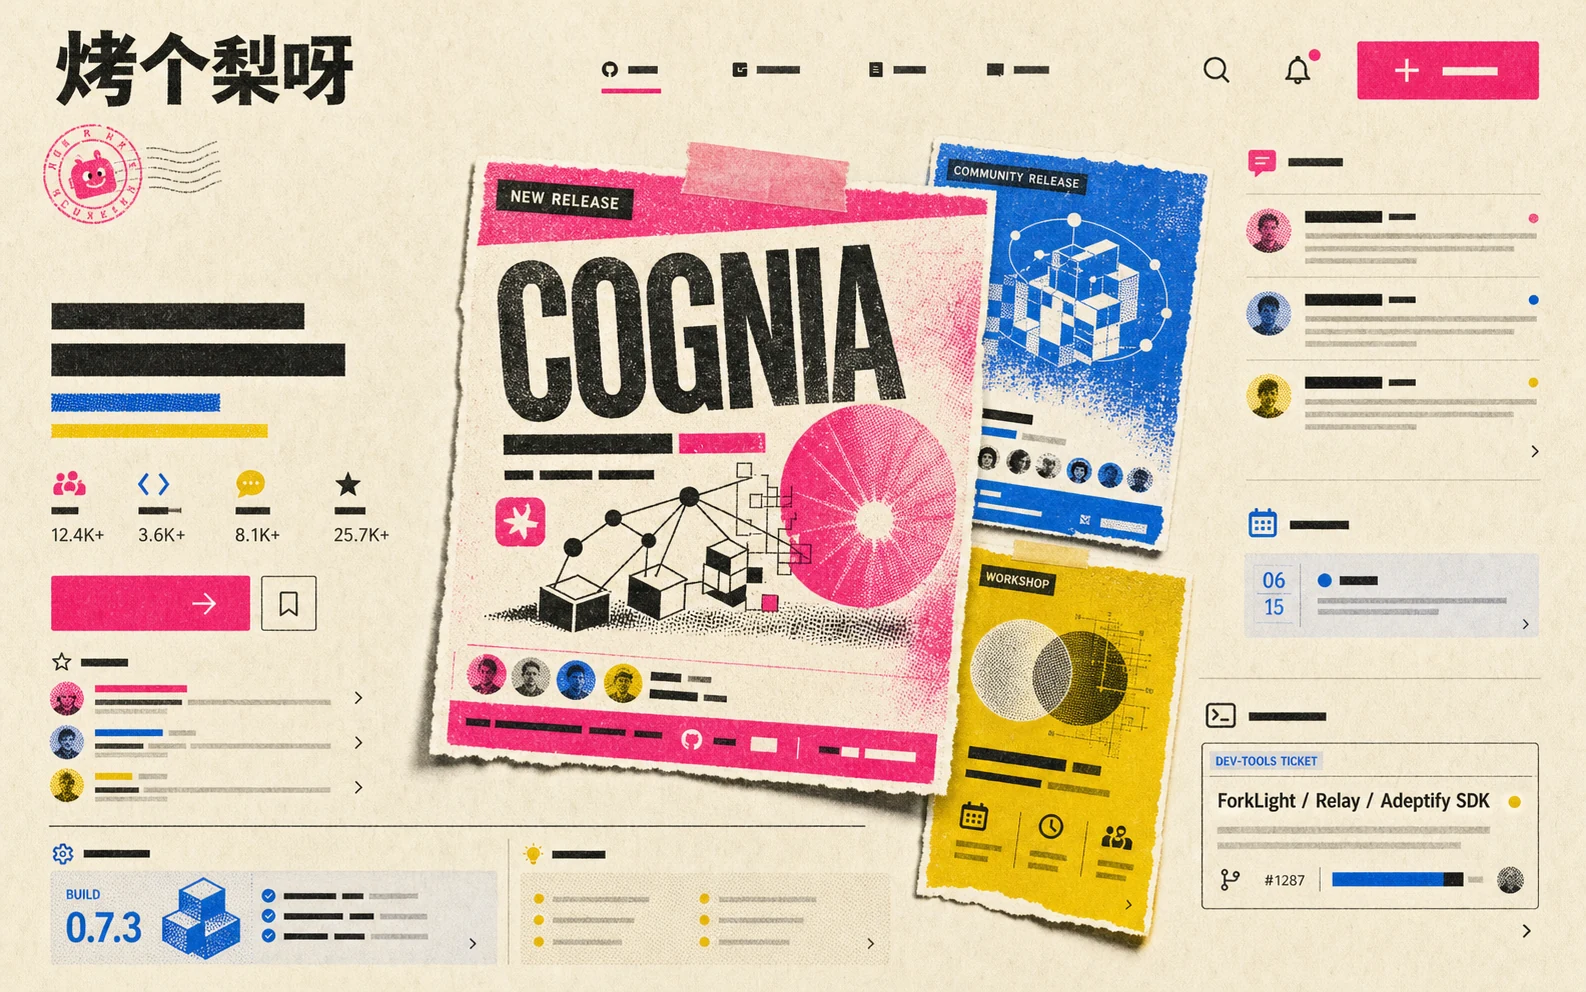 烤个梨呀
NEW RELEASE
COGNIA
COMMUNITY RELEASE
WORKSHOP
12.4K+
3.6K+
8.1K+
25.7K+
BUILD
0.7.3
06
15
DEV-TOOLS TICKET
ForkLight / Relay / Adeptify SDK
#1287